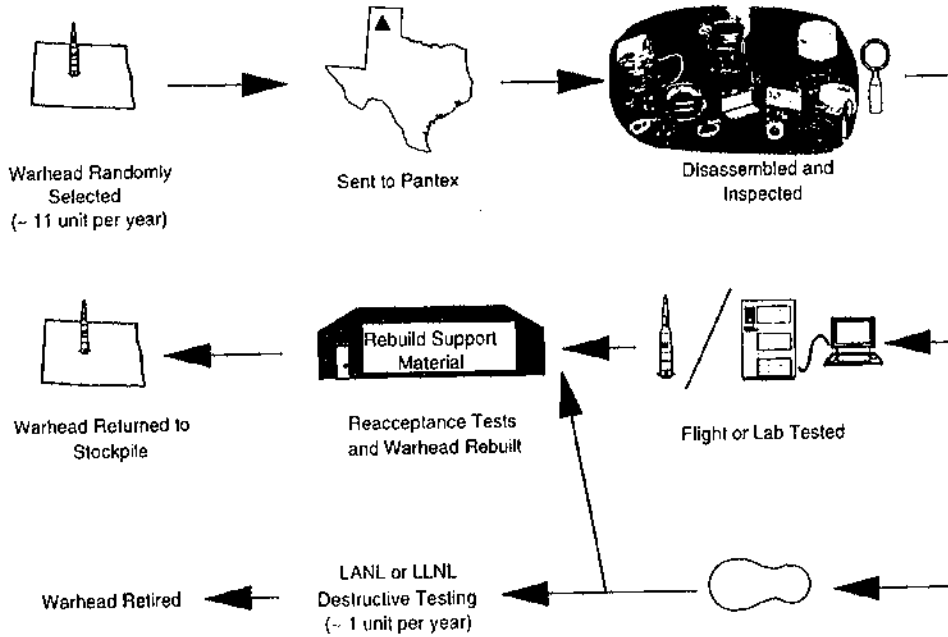 Warhead Randomly
Selected
(~ 11 unit per year)
Sent to Pantex
Disassembled and
Inspected
Rebuild Support
Material
Warhead Returned to
Stockpile
Reacceptance Tests
and Warhead Rebuilt
Flight or Lab Tested
Warhead Retired
LANL or LLNL
Destructive Testing
(~ 1 unit per year)